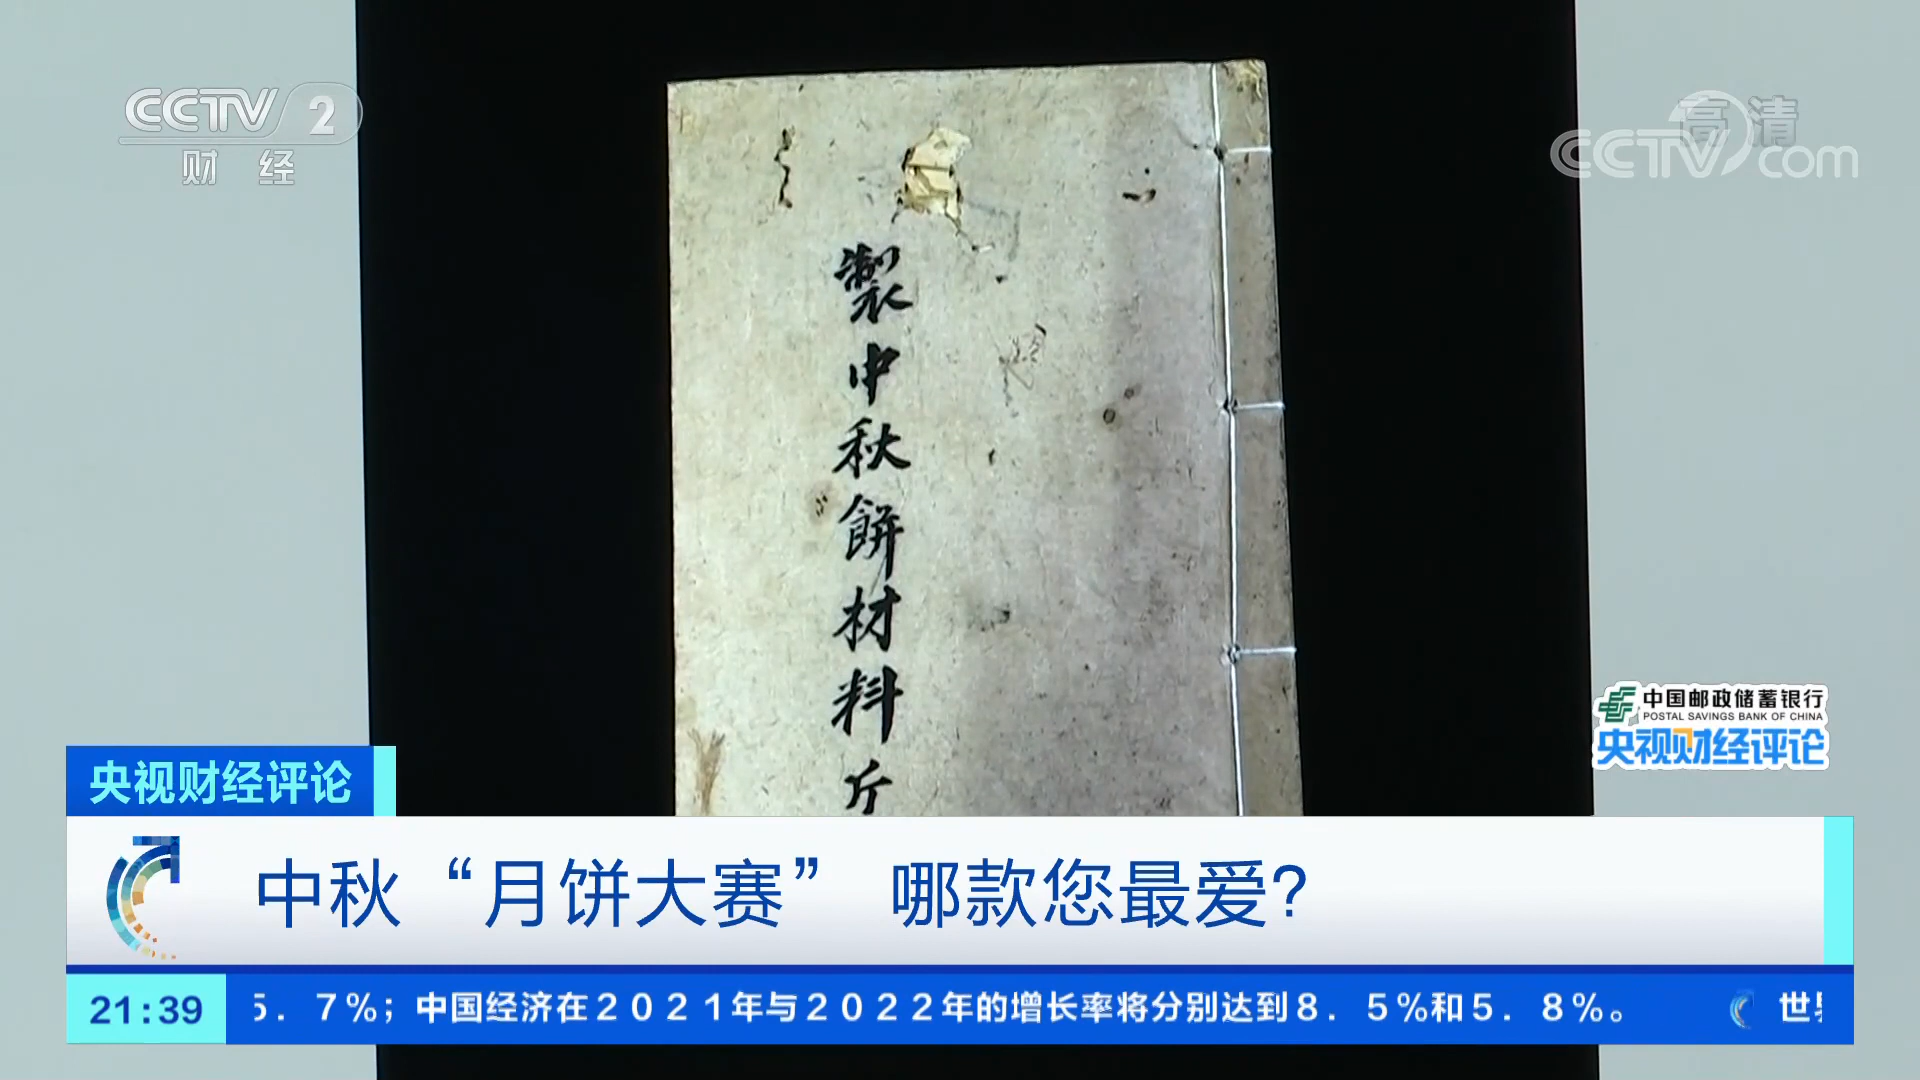 CCTV 2
财经
高清
CCTV.com
製中秋餅材料斤
中国邮政储蓄银行
POSTAL SAVINGS BANK OF CHINA
央视财经评论
央视财经评论
中秋“月饼大赛” 哪款您最爱？
21:39
5．7％；中国经济在2021年与2022年的增长率将分别达到8．5％和5．8％。 世